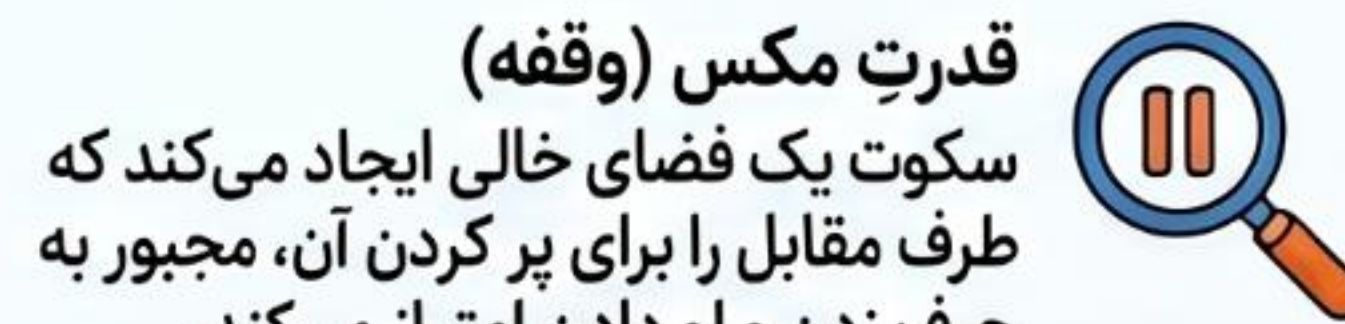 قدرتِ مکس (وقفه)
سکوت یک فضای خالی ایجاد می‌کند که
طرف مقابل را برای پر کردن آن، مجبور به